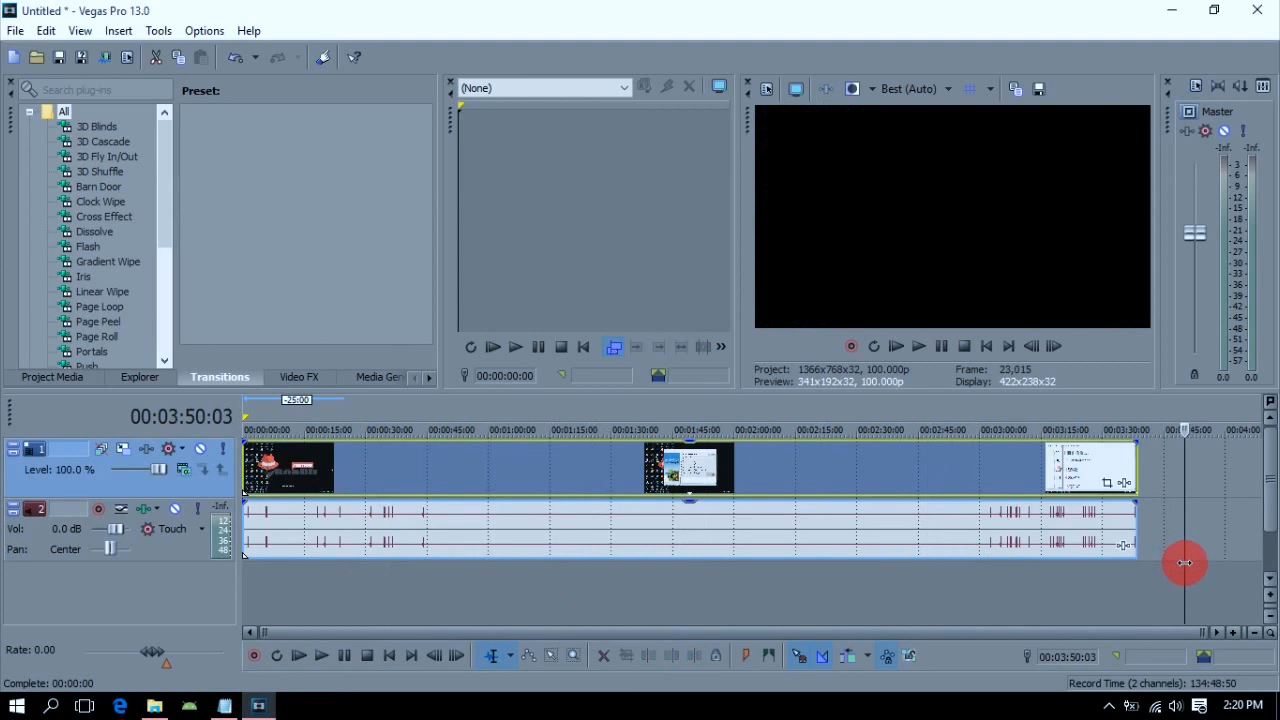 Untitled * - Vegas Pro 13.0
File Edit View Insert Tools Options Help
Search plug-ins
Preset:
(None)
Best (Auto)
Master
All
3D Blinds
3D Cascade
3D Fly In/Out
3D Shuffle
Barn Door
Clock Wipe
Cross Effect
Dissolve
Flash
Gradient Wipe
Iris
Linear Wipe
Page Loop
Page Peel
Page Roll
Portals
Push
-Inf. -Inf.
3
6
9
12
15
18
21
24
27
30
33
36
39
42
45
48
51
54
57
0.0 0.0
00:00:00:00
Project: 1366x768x32, 100.000p
Preview: 341x192x32, 100.000p
Frame: 23,015
Display: 422x238x32
Project Media Explorer Transitions Video FX Media Gen
00:03:50:03
-25:00
00:00:00 00:00:15:00 00:00:30:00 00:00:45:00 00:01:00:00 00:01:15:00 00:01:30:00 00:01:45:00 00:02:00:00 00:02:15:00 00:02:30:00 00:02:45:00 00:03:00:00 00:03:15:00 00:03:30:00 00:03:45:00 00:04:00
1
Level: 100.0 %
2
-Inf.
Vol: 0.0 dB Touch
Pan: Center
12
24
36
48
Rate: 0.00
00:03:50:03
Complete: 00:00:00
Record Time (2 channels): 134:48:50
2:20 PM